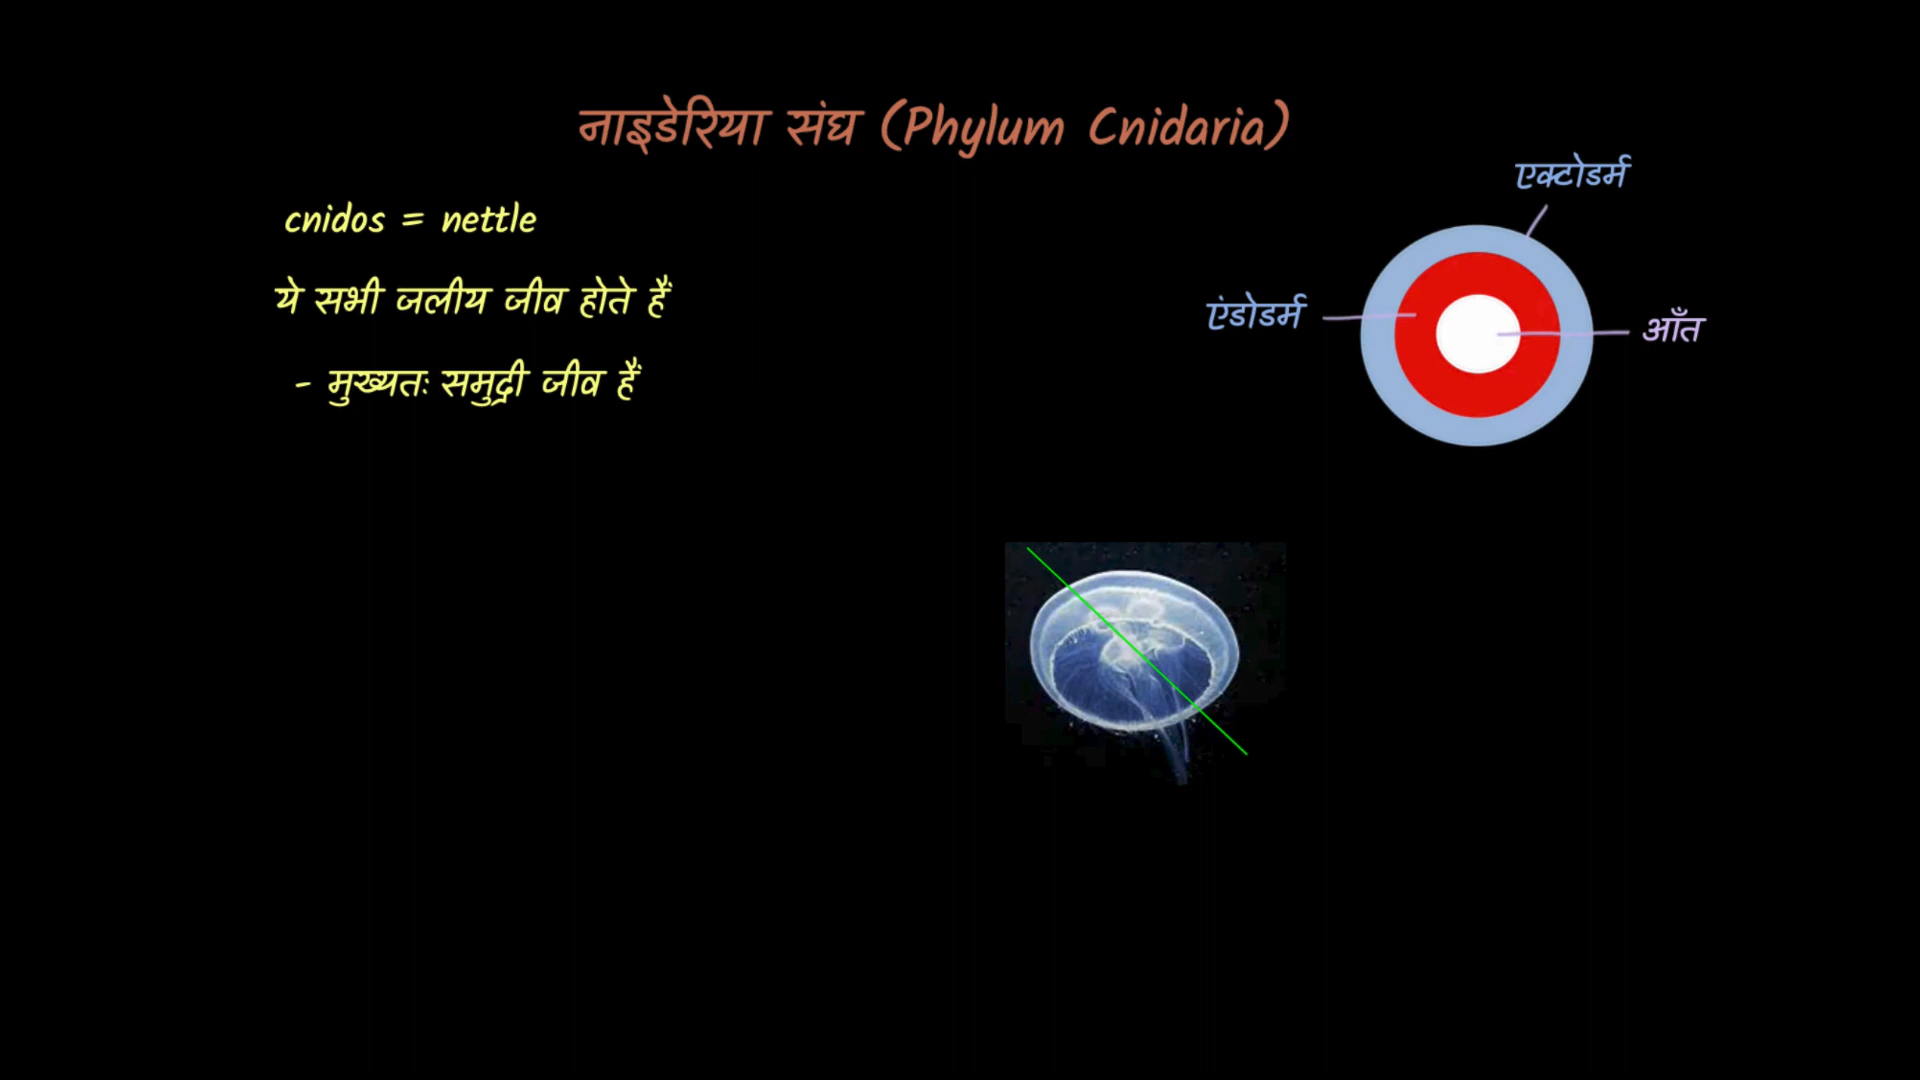 नाइडेरिया संघ (Phylum Cnidaria)
cnidos = nettle
ये सभी जलीय जीव होते हैं
- मुख्यतः समुद्री जीव हैं
एक्टोडर्म
एंडोडर्म
आँत